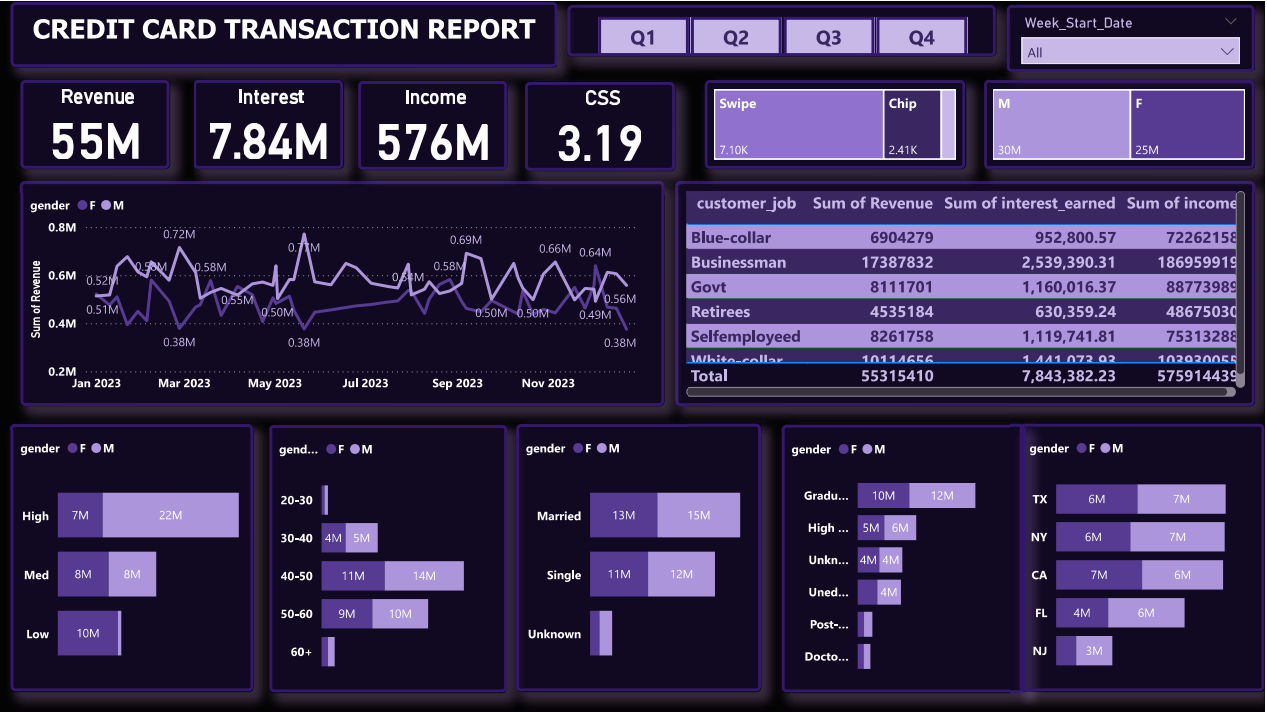 CREDIT CARD TRANSACTION REPORT
Q1 Q2 Q3 Q4
Week_Start_Date
All
Revenue
55M
Interest
7.84M
Income
576M
CSS
3.19
Swipe
7.10K
Chip
2.41K
M
30M
F
25M
gender F M
Sum of Revenue
0.8M
0.6M
0.4M
0.2M
0.52M
0.51M
0.72M
0.58M
0.38M
0.55M
0.50M
0.38M
0.58M
0.69M
0.50M
0.50M
0.66M
0.64M
0.49M
0.56M
0.38M
Jan 2023 Mar 2023 May 2023 Jul 2023 Sep 2023 Nov 2023
customer_job Sum of Revenue Sum of interest_earned Sum of income
Blue-collar 6904279 952,800.57 72262158
Businessman 17387832 2,539,390.31 186959919
Govt 8111701 1,160,016.37 88773989
Retirees 4535184 630,359.24 48675030
Selfemployeed 8261758 1,119,741.81 75313288
White-collar 10114656 1,441,073.93 103930055
Total 55315410 7,843,382.23 575914439
gender F M
High 7M 22M
Med 8M 8M
Low 10M
gend... F M
20-30
30-40 4M 5M
40-50 11M 14M
50-60 9M 10M
60+
gender F M
Married 13M 15M
Single 11M 12M
Unknown
gender F M
Gradu... 10M 12M
High ... 5M 6M
Unkn... 4M 4M
Uned... 4M
Post-...
Docto...
gender F M
TX 6M 7M
NY 6M 7M
CA 7M 6M
FL 4M 6M
NJ 3M